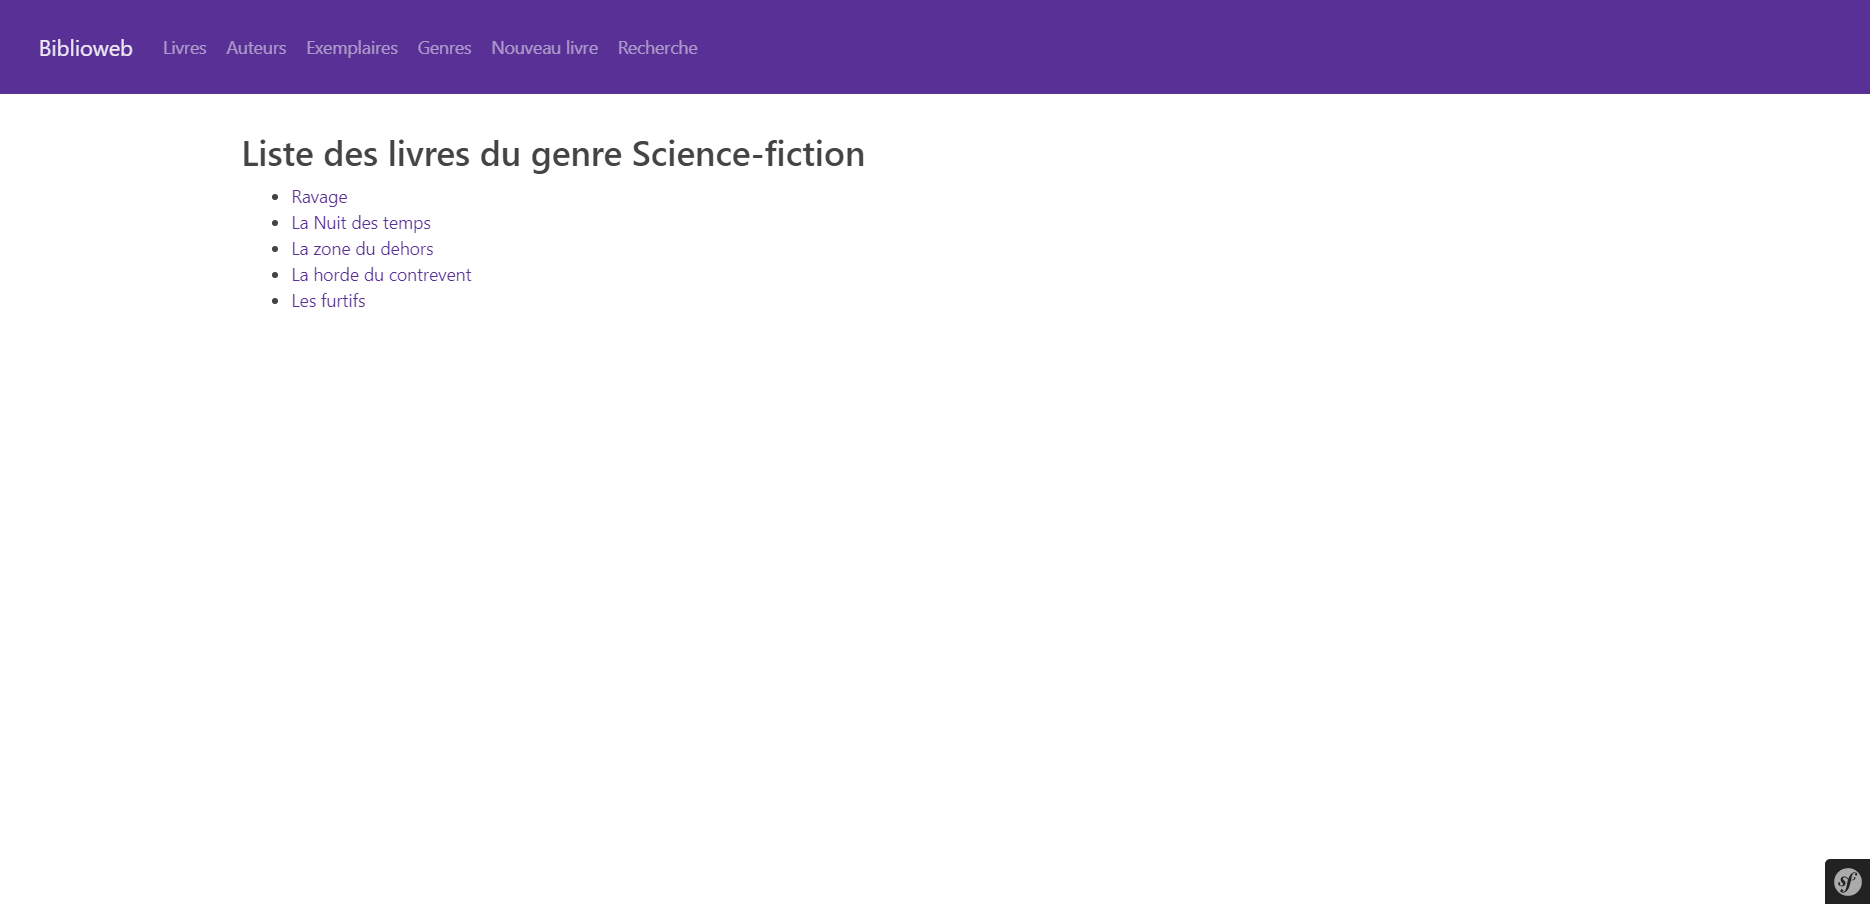 Biblioweb Livres Auteurs Exemplaires Genres Nouveau livre Recherche
Liste des livres du genre Science-fiction
Ravage
La Nuit des temps
La zone du dehors
La horde du contrevent
Les furtifs
sf